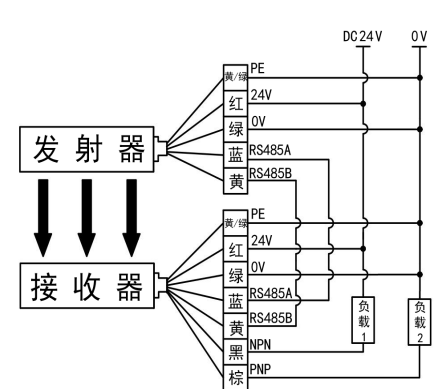 DC24V 0V
黄/绿 PE
红 24V
绿 0V
发射器
蓝 RS485A
黄 RS485B
黄/绿 PE
红 24V
绿 0V
接收器
蓝 RS485A
黄 RS485B
黑 NPN
棕 PNP
负载1
负载2